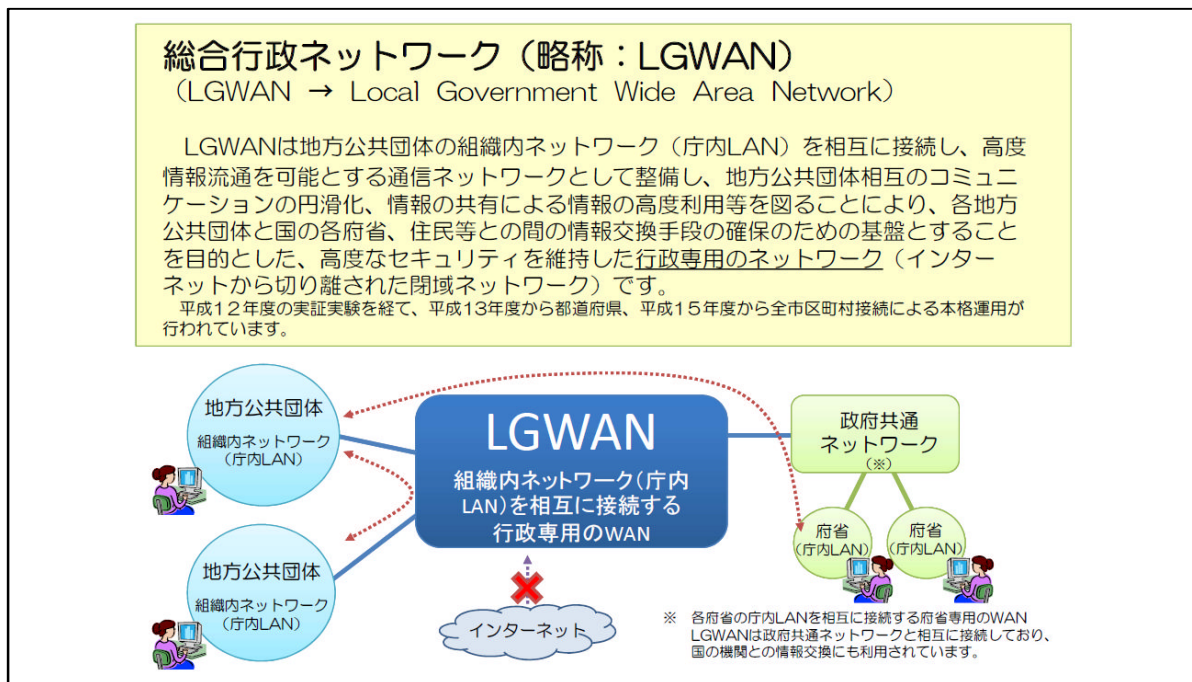 総合行政ネットワーク（略称：LGWAN）
（LGWAN → Local Government Wide Area Network）
LGWANは地方公共団体の組織内ネットワーク（庁内LAN）を相互に接続し、高度
情報流通を可能とする通信ネットワークとして整備し、地方公共団体相互のコミュニ
ケーションの円滑化、情報の共有による情報の高度利用等を図ることにより、各地方
公共団体と国の各府省、住民等との間の情報交換手段の確保のための基盤とすること
を目的とした、高度なセキュリティを維持した行政専用のネットワーク（インター
ネットから切り離された閉域ネットワーク）です。
平成１２年度の実証実験を経て、平成13年度から都道府県、平成１５年度から全市区町村接続による本格運用が
行われています。
地方公共団体
組織内ネットワーク
（庁内LAN）
地方公共団体
組織内ネットワーク
（庁内LAN）
LGWAN
組織内ネットワーク（庁内
LAN）を相互に接続する
行政専用のWAN
インターネット
政府共通
ネットワーク
（※）
府省
（庁内LAN）
府省
（庁内LAN）
※ 各府省の庁内LANを相互に接続する府省専用のWAN
LGWANは政府共通ネットワークと相互に接続しており、
国の機関との情報交換にも利用されています。